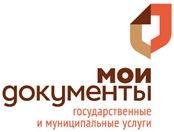 мои
документы
государственные
и муниципальные услуги